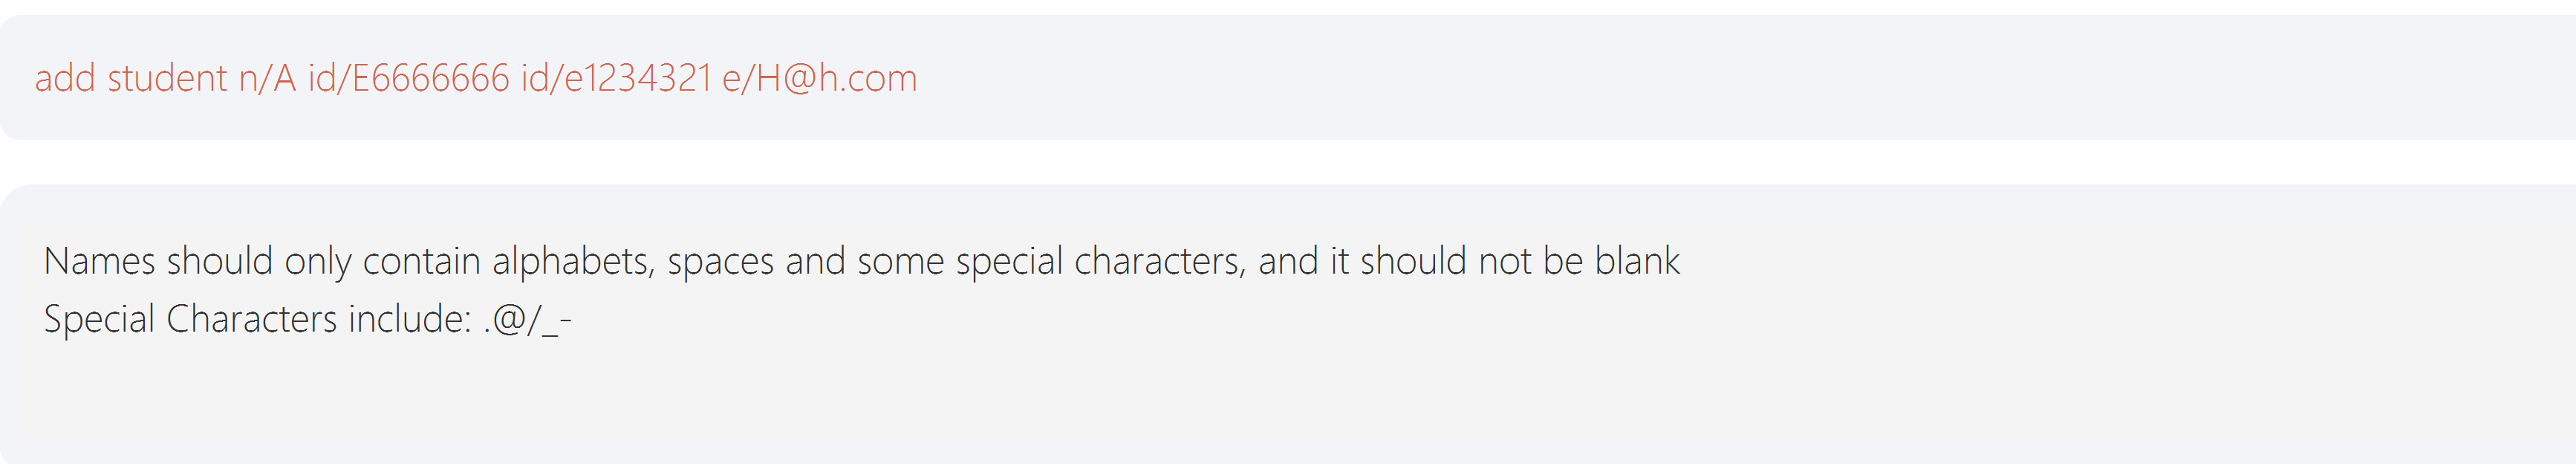 add student n/A id/E6666666 id/e1234321 e/H@h.com
Names should only contain alphabets, spaces and some special characters, and it should not be blank
Special Characters include: .@/_-